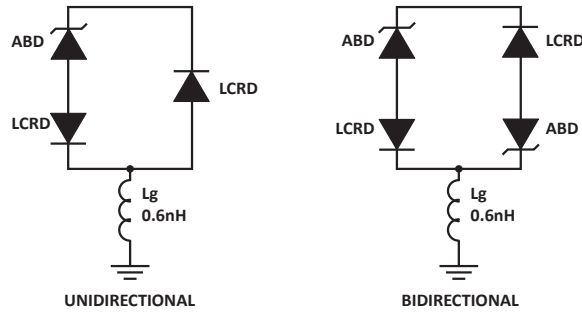 ABD
LCRD
LCRD
Lg
0.6nH
UNIDIRECTIONAL
ABD
LCRD
LCRD
ABD
Lg
0.6nH
BIDIRECTIONAL